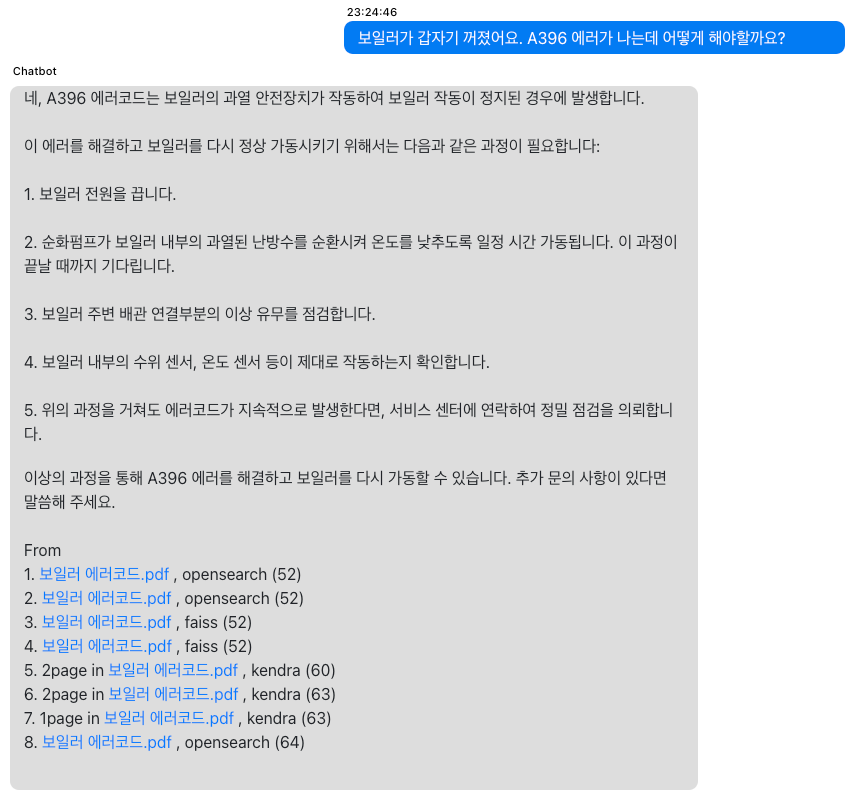 23:24:46
보일러가 갑자기 꺼졌어요. A396 에러가 나는데 어떻게 해야할까요?
Chatbot
네, A396 에러코드는 보일러의 과열 안전장치가 작동하여 보일러 작동이 정지된 경우에 발생합니다.
이 에러를 해결하고 보일러를 다시 정상 가동시키기 위해서는 다음과 같은 과정이 필요합니다:
1. 보일러 전원을 끕니다.
2. 순화펌프가 보일러 내부의 과열된 난방수를 순환시켜 온도를 낮추도록 일정 시간 가동됩니다. 이 과정이
끝날 때까지 기다립니다.
3. 보일러 주변 배관 연결부분의 이상 유무를 점검합니다.
4. 보일러 내부의 수위 센서, 온도 센서 등이 제대로 작동하는지 확인합니다.
5. 위의 과정을 거쳐도 에러코드가 지속적으로 발생한다면, 서비스 센터에 연락하여 정밀 점검을 의뢰합니
다.
이상의 과정을 통해 A396 에러를 해결하고 보일러를 다시 가동할 수 있습니다. 추가 문의 사항이 있다면
말씀해 주세요.
From
1. 보일러 에러코드.pdf , opensearch (52)
2. 보일러 에러코드.pdf , opensearch (52)
3. 보일러 에러코드.pdf , faiss (52)
4. 보일러 에러코드.pdf , faiss (52)
5. 2page in 보일러 에러코드.pdf , kendra (60)
6. 2page in 보일러 에러코드.pdf , kendra (63)
7. 1page in 보일러 에러코드.pdf , kendra (63)
8. 보일러 에러코드.pdf , opensearch (64)